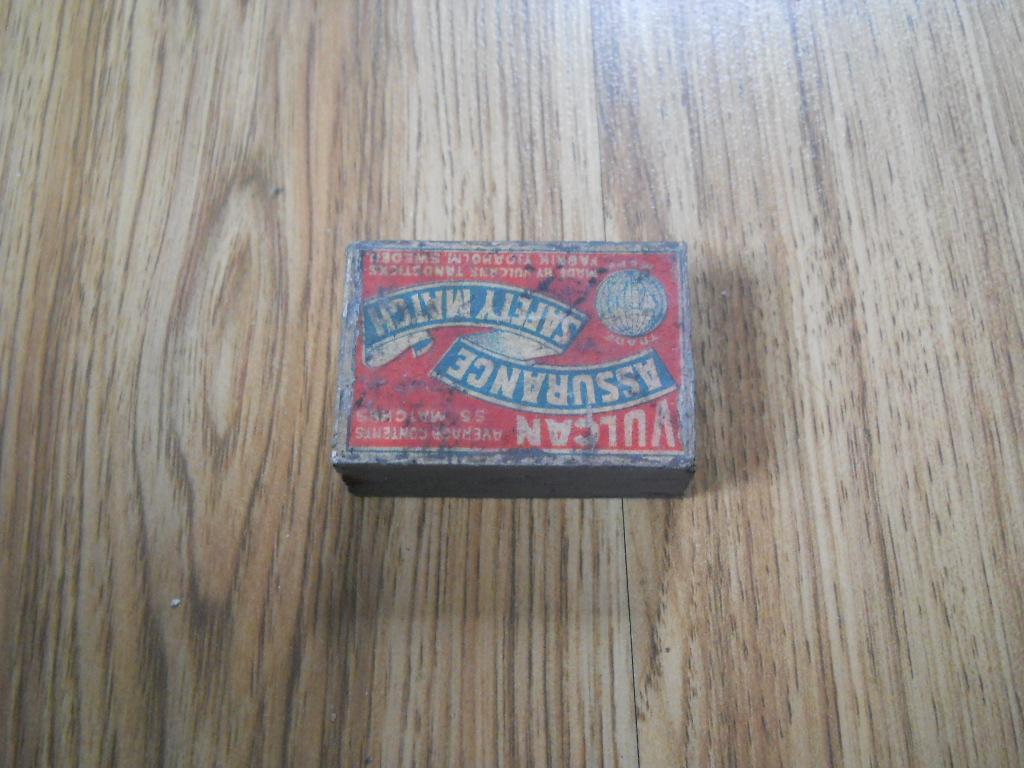 VULCAN
AVERAGE CONTENTS
55 MATCHES
ASSURANCE
SAFETY MATCH
TRADE
MADE BY VULCANS TANDSTICKS
FABRIK TIDAHOLM SWEDEN